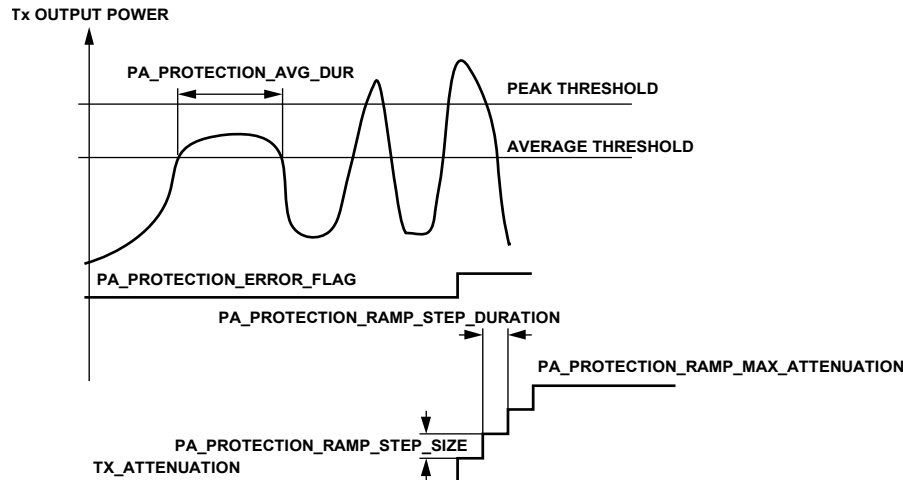 Tx OUTPUT POWER
PA_PROTECTION_AVG_DUR
PEAK THRESHOLD
AVERAGE THRESHOLD
PA_PROTECTION_ERROR_FLAG
PA_PROTECTION_RAMP_STEP_DURATION
PA_PROTECTION_RAMP_MAX_ATTENUATION
PA_PROTECTION_RAMP_STEP_SIZE
TX_ATTENUATION